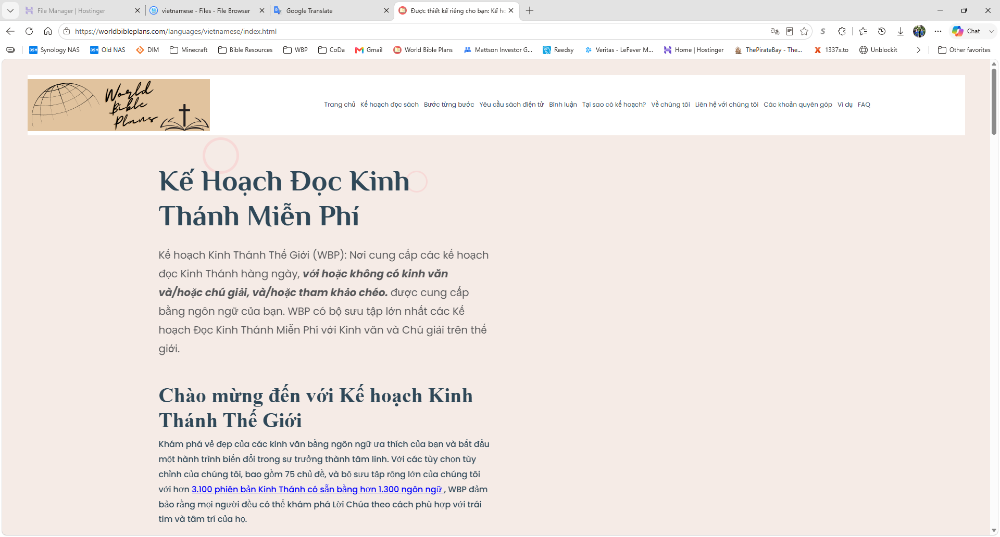 File Manager | Hostinger
vietnamese - Files - File Browser
Google Translate
Được thiết kế riêng cho bạn: Kế ho
https://worldbibleplans.com/languages/vietnamese/index.html
Chat
Synology NAS
Old NAS
DIM
Minecraft
Bible Resources
WBP
CoDa
Gmail
World Bible Plans
Mattson Investor G...
Reedsy
Veritas - LeFever M...
Home | Hostinger
ThePirateBay - The...
1337x.to
Unblockit
Other favorites
World
Bible
Plans
Trang chủ Kế hoạch đọc sách Bước từng bước Yêu cầu sách điện tử Bình luận Tại sao có kế hoạch? Về chúng tôi Liên hệ với chúng tôi Các khoản quyên góp Ví dụ FAQ
Kế Hoạch Đọc Kinh
Thánh Miễn Phí
Kế hoạch Kinh Thánh Thế Giới (WBP): Nơi cung cấp các kế hoạch
đọc Kinh Thánh hàng ngày, với hoặc không có kinh văn
và/hoặc chú giải, và/hoặc tham khảo chéo. được cung cấp
bằng ngôn ngữ của bạn. WBP có bộ sưu tập lớn nhất các Kế
hoạch Đọc Kinh Thánh Miễn Phí với Kinh văn và Chú giải trên thế
giới.
Chào mừng đến với Kế hoạch Kinh
Thánh Thế Giới
Khám phá vẻ đẹp của các kinh văn bằng ngôn ngữ ưa thích của bạn và bắt đầu
một hành trình biến đổi trong sự trưởng thành tâm linh. Với các tùy chọn tùy
chỉnh của chúng tôi, bao gồm 75 chủ đề, và bộ sưu tập rộng lớn của chúng tôi
với hơn 3.100 phiên bản Kinh Thánh có sẵn bằng hơn 1.300 ngôn ngữ , WBP đảm
bảo rằng mọi người đều có thể khám phá Lời Chúa theo cách phù hợp với trái
tim và tâm trí của họ.